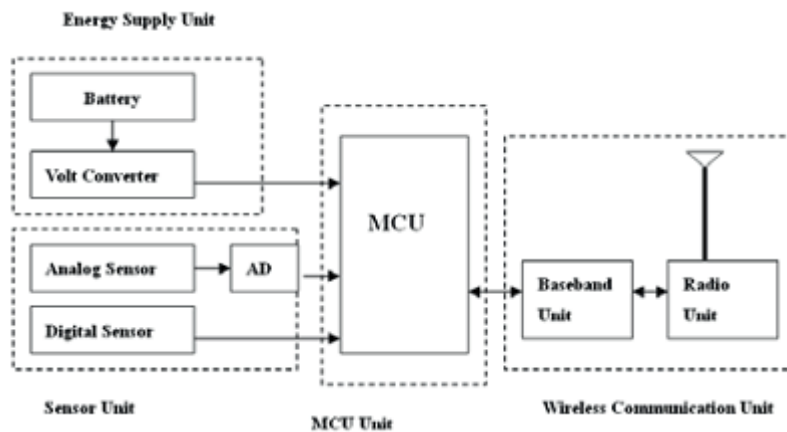 Energy Supply Unit
Battery
Volt Converter
MCU
Analog Sensor
AD
Digital Sensor
Baseband
Unit
Radio
Unit
Sensor Unit
MCU Unit
Wireless Communication Unit